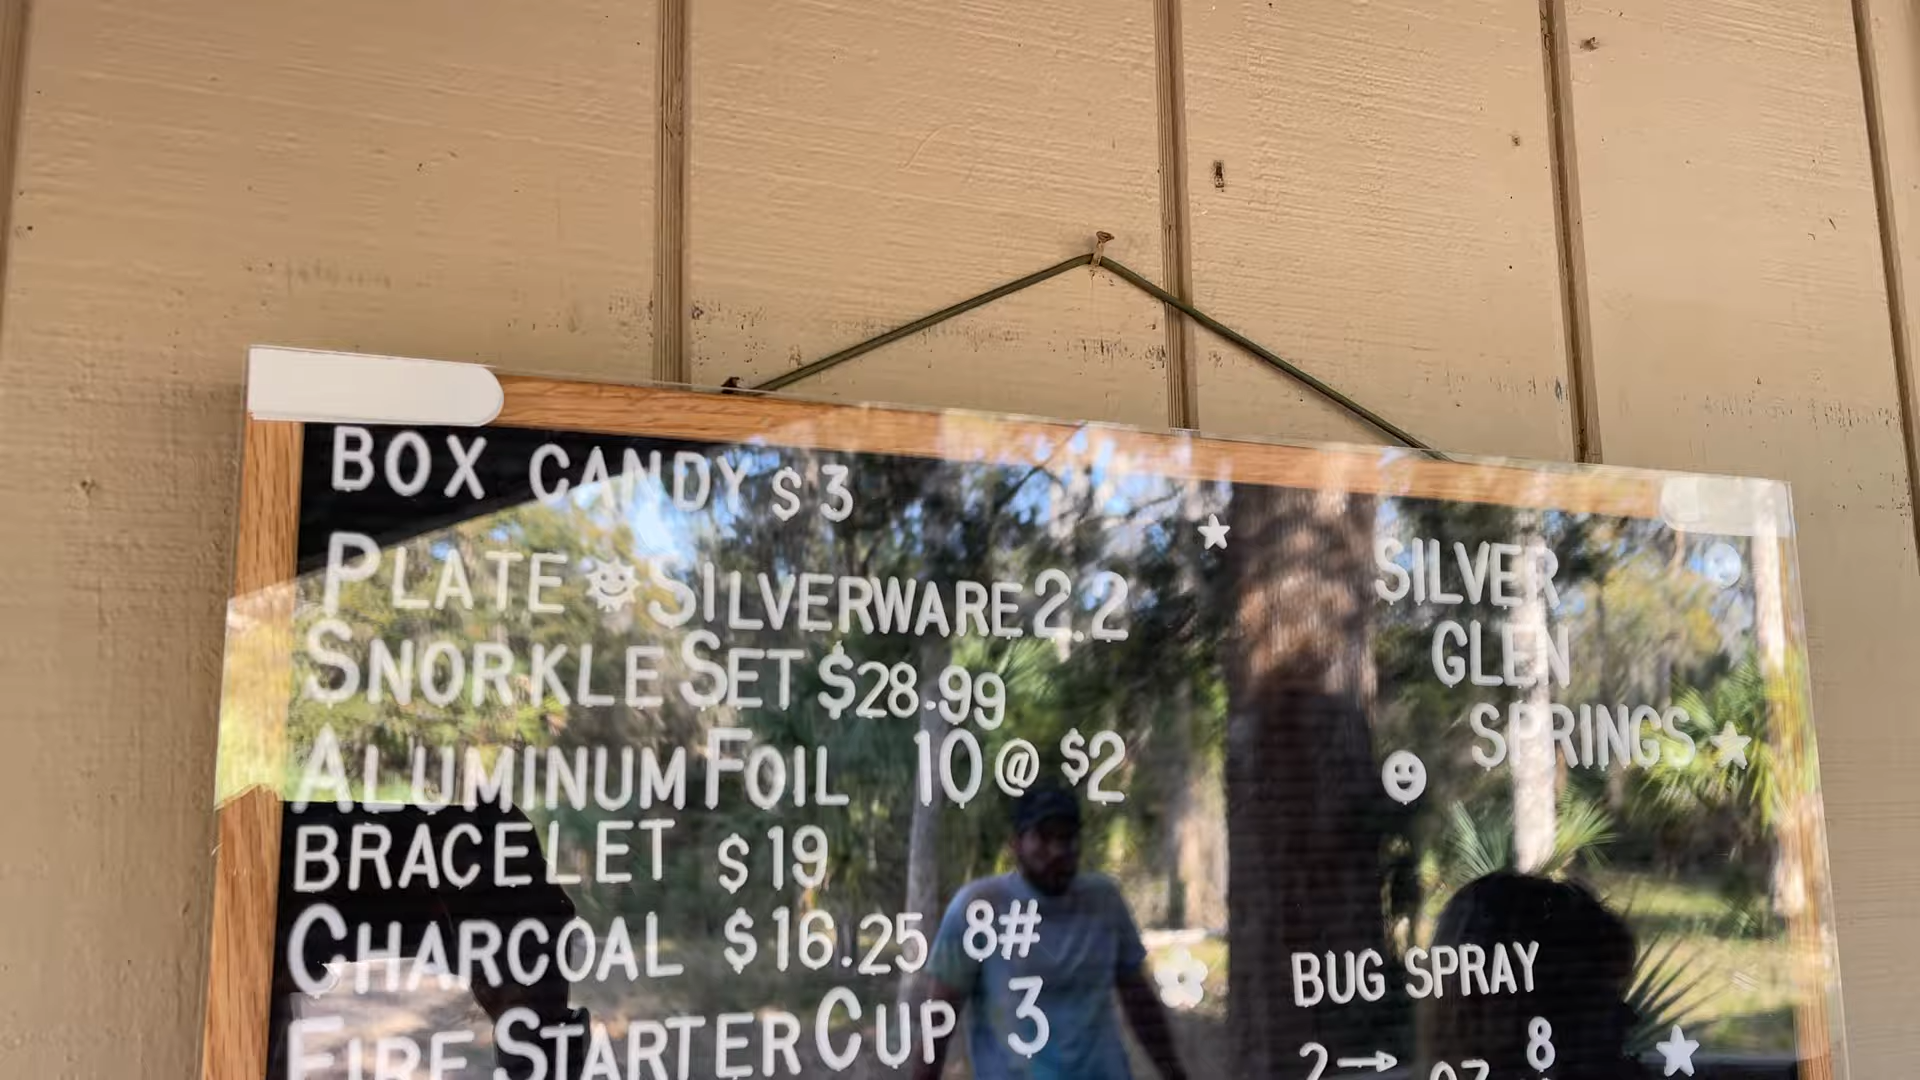 BOX CANDY $3
PLATE SILVERWARE 2.2
SNORKLE SET $28.99
ALUMINUM FOIL 10 @ $2
BRACELET $19
CHARCOAL $16.25 8#
FIRE STARTER CUP 3
SILVER
GLEN
SPRINGS
BUG SPRAY
8
2→ OZ